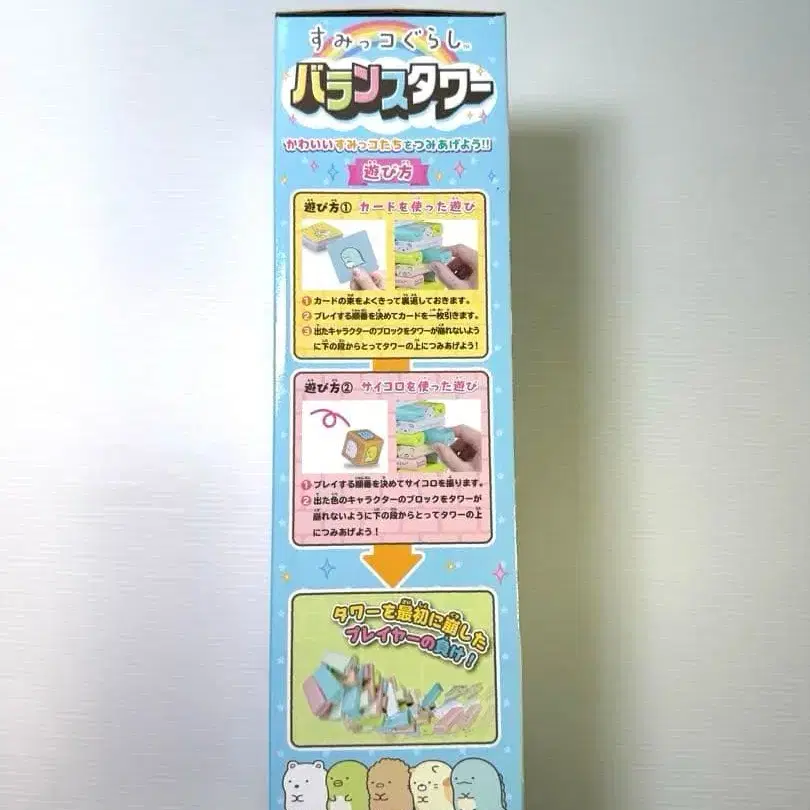 すみっコぐらし™
バランスタワー
かわいいすみっコたちをつみあげよう!!
遊び方
遊び方① カードを使った遊び
① カードの束をよくきって裏返しておきます。
② プレイする順番を決めてカードを一枚引きます。
③ 出たキャラクターのブロックをタワーが崩れないよう
に下の段からとってタワーの上につみあげよう!
遊び方② サイコロを使った遊び
① プレイする順番を決めてサイコロを振ります。
② 出た色のキャラクターのブロックをタワーが
崩れないように下の段からとってタワーの上
につみあげよう!
タワーを最初に崩した
プレイヤーの負け!